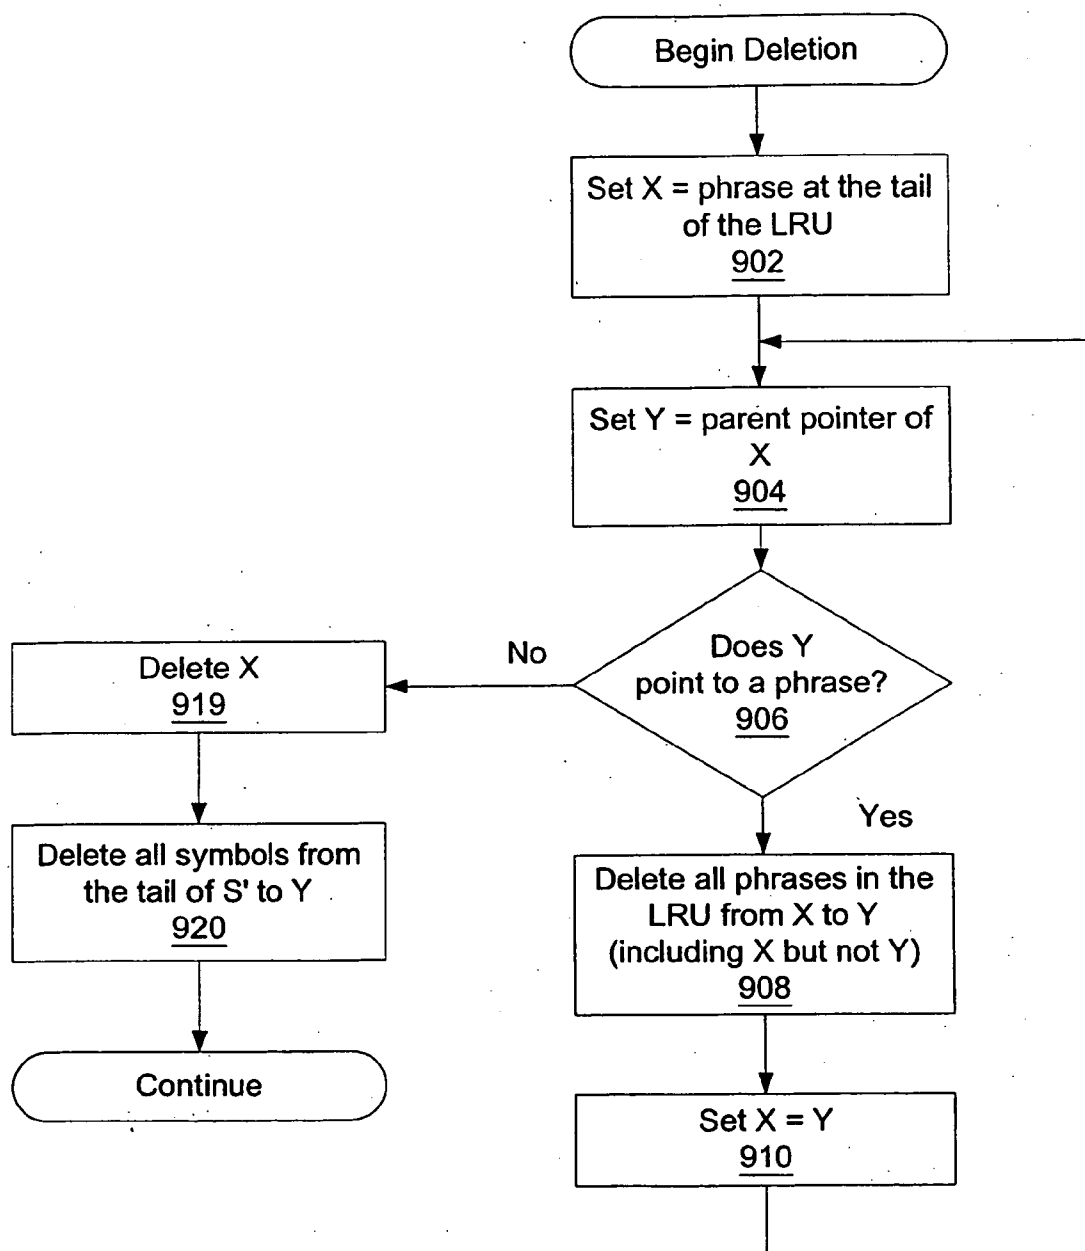 Begin Deletion
Set X = phrase at the tail
of the LRU
902
Set Y = parent pointer of
X
904
Does Y
point to a phrase?
906
No
Delete X
919
Yes
Delete all symbols from
the tail of S' to Y
920
Delete all phrases in the
LRU from X to Y
(including X but not Y)
908
Continue
Set X = Y
910